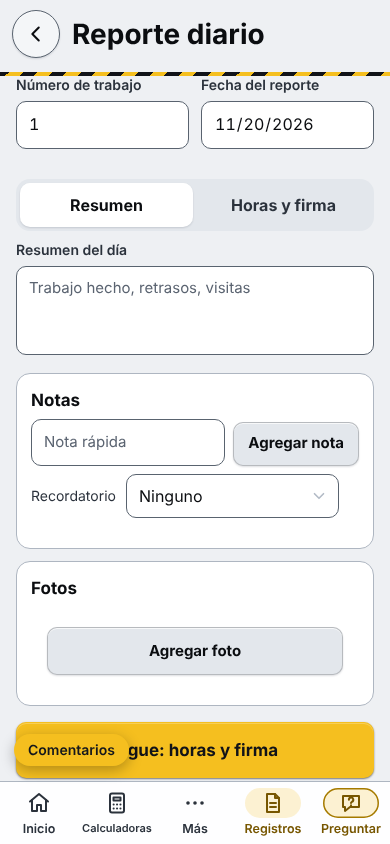 Reporte diario
Número de trabajo
Fecha del reporte
1
11/20/2026
Resumen
Horas y firma
Resumen del día
Trabajo hecho, retrasos, visitas
Notas
Nota rápida
Agregar nota
Recordatorio
Ninguno
Fotos
Agregar foto
Comentarios
gue: horas y firma
Inicio
Calculadoras
Más
Registros
Preguntar